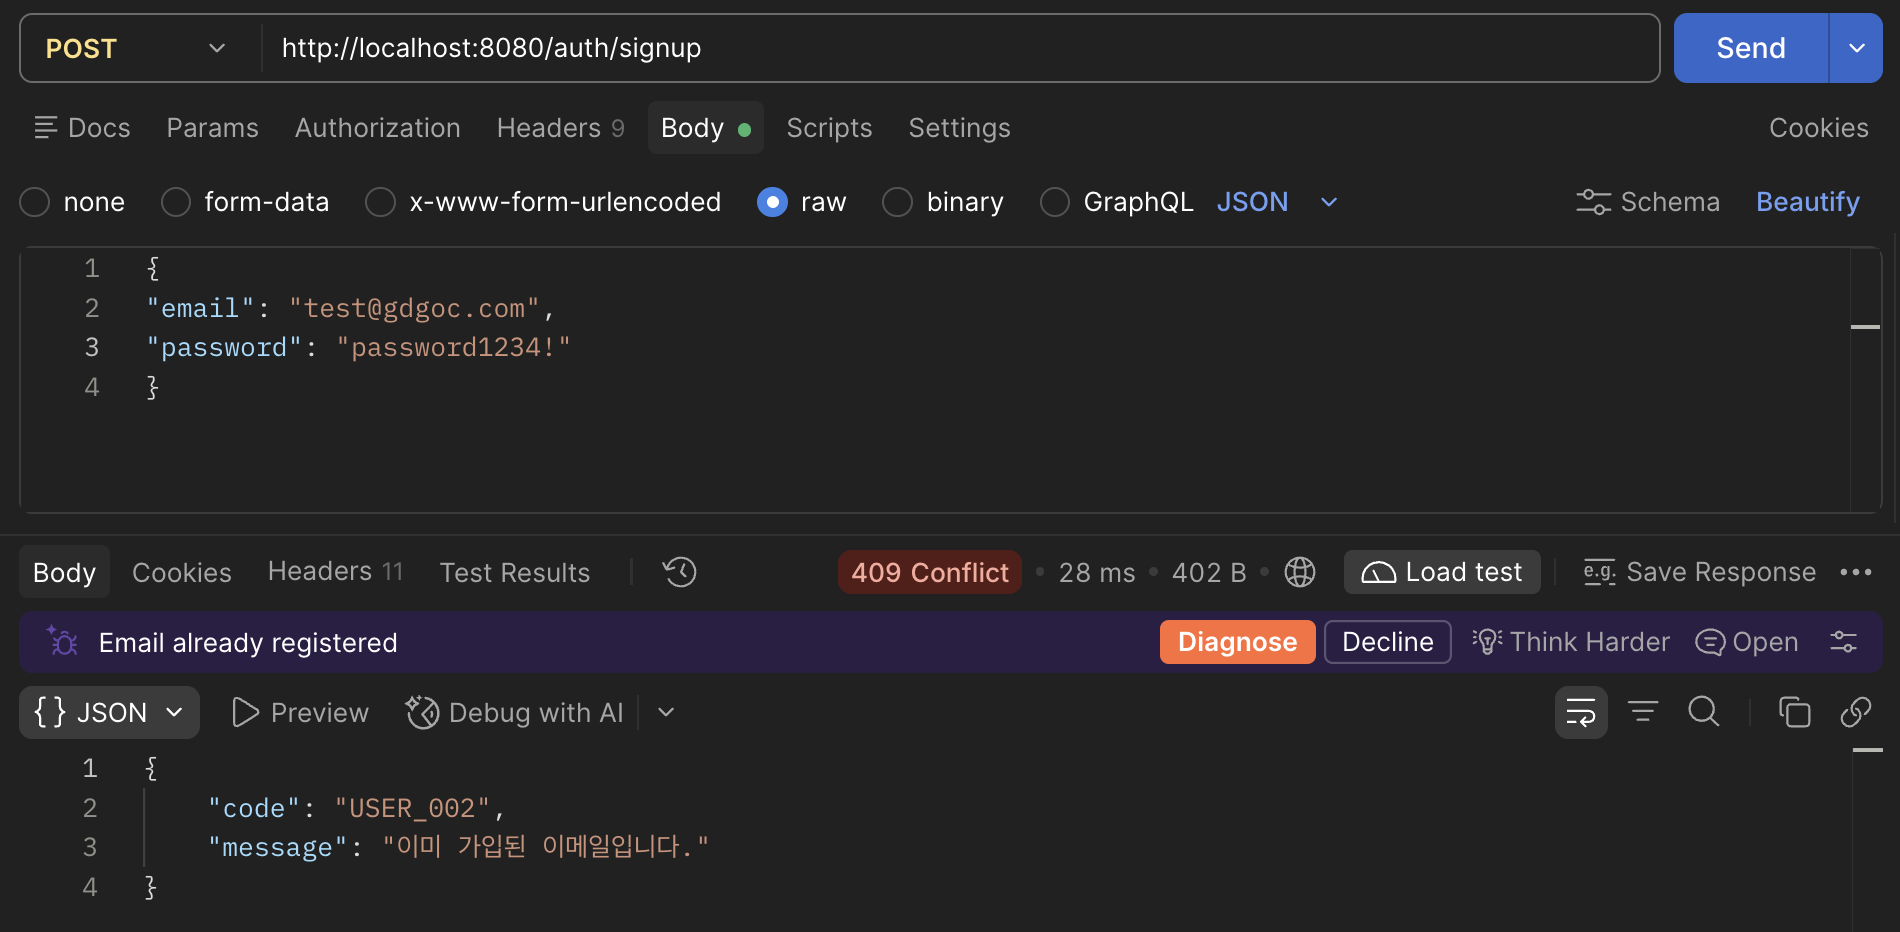 POST http://localhost:8080/auth/signup Send
Docs Params Authorization Headers 9 Body Scripts Settings Cookies
none form-data x-www-form-urlencoded raw binary GraphQL JSON Schema Beautify
1 {
2 "email": "test@gdgoc.com",
3 "password": "password1234!"
4 }
Body Cookies Headers 11 Test Results 409 Conflict • 28 ms • 402 B • Load test e.g. Save Response
Email already registered Diagnose Decline Think Harder Open
{} JSON Preview Debug with AI
1 {
2 "code": "USER_002",
3 "message": "이미 가입된 이메일입니다."
4 }